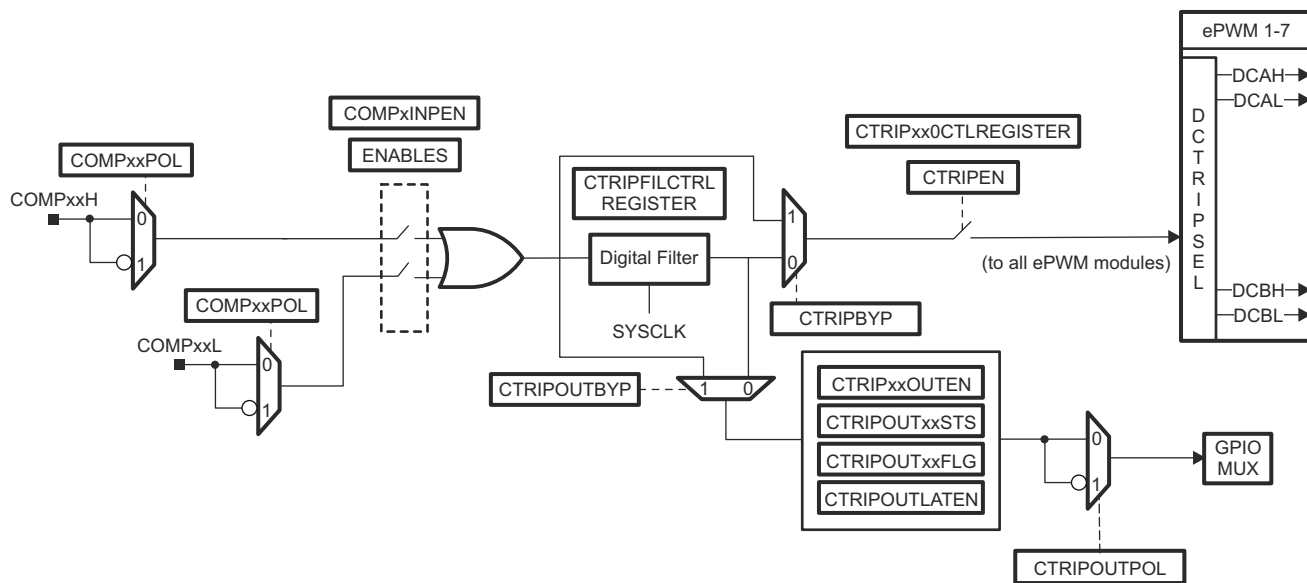 ePWM 1-7
DCAH
DCAL
DCTRIPSEL
DCBH
DCBL
COMPxINPEN
ENABLES
COMPxxPOL
COMPxxH
0
1
COMPxxPOL
COMPxxL
0
1
CTRIPFILCTRL
REGISTER
Digital Filter
SYSCLK
1
0
CTRIPBYP
CTRIPxx0CTLREGISTER
CTRIPEN
(to all ePWM modules)
CTRIPOUTBYP
1 0
CTRIPxxOUTEN
CTRIPOUTxxSTS
CTRIPOUTxxFLG
CTRIPOUTLATEN
0
1
CTRIPOUTPOL
GPIO
MUX